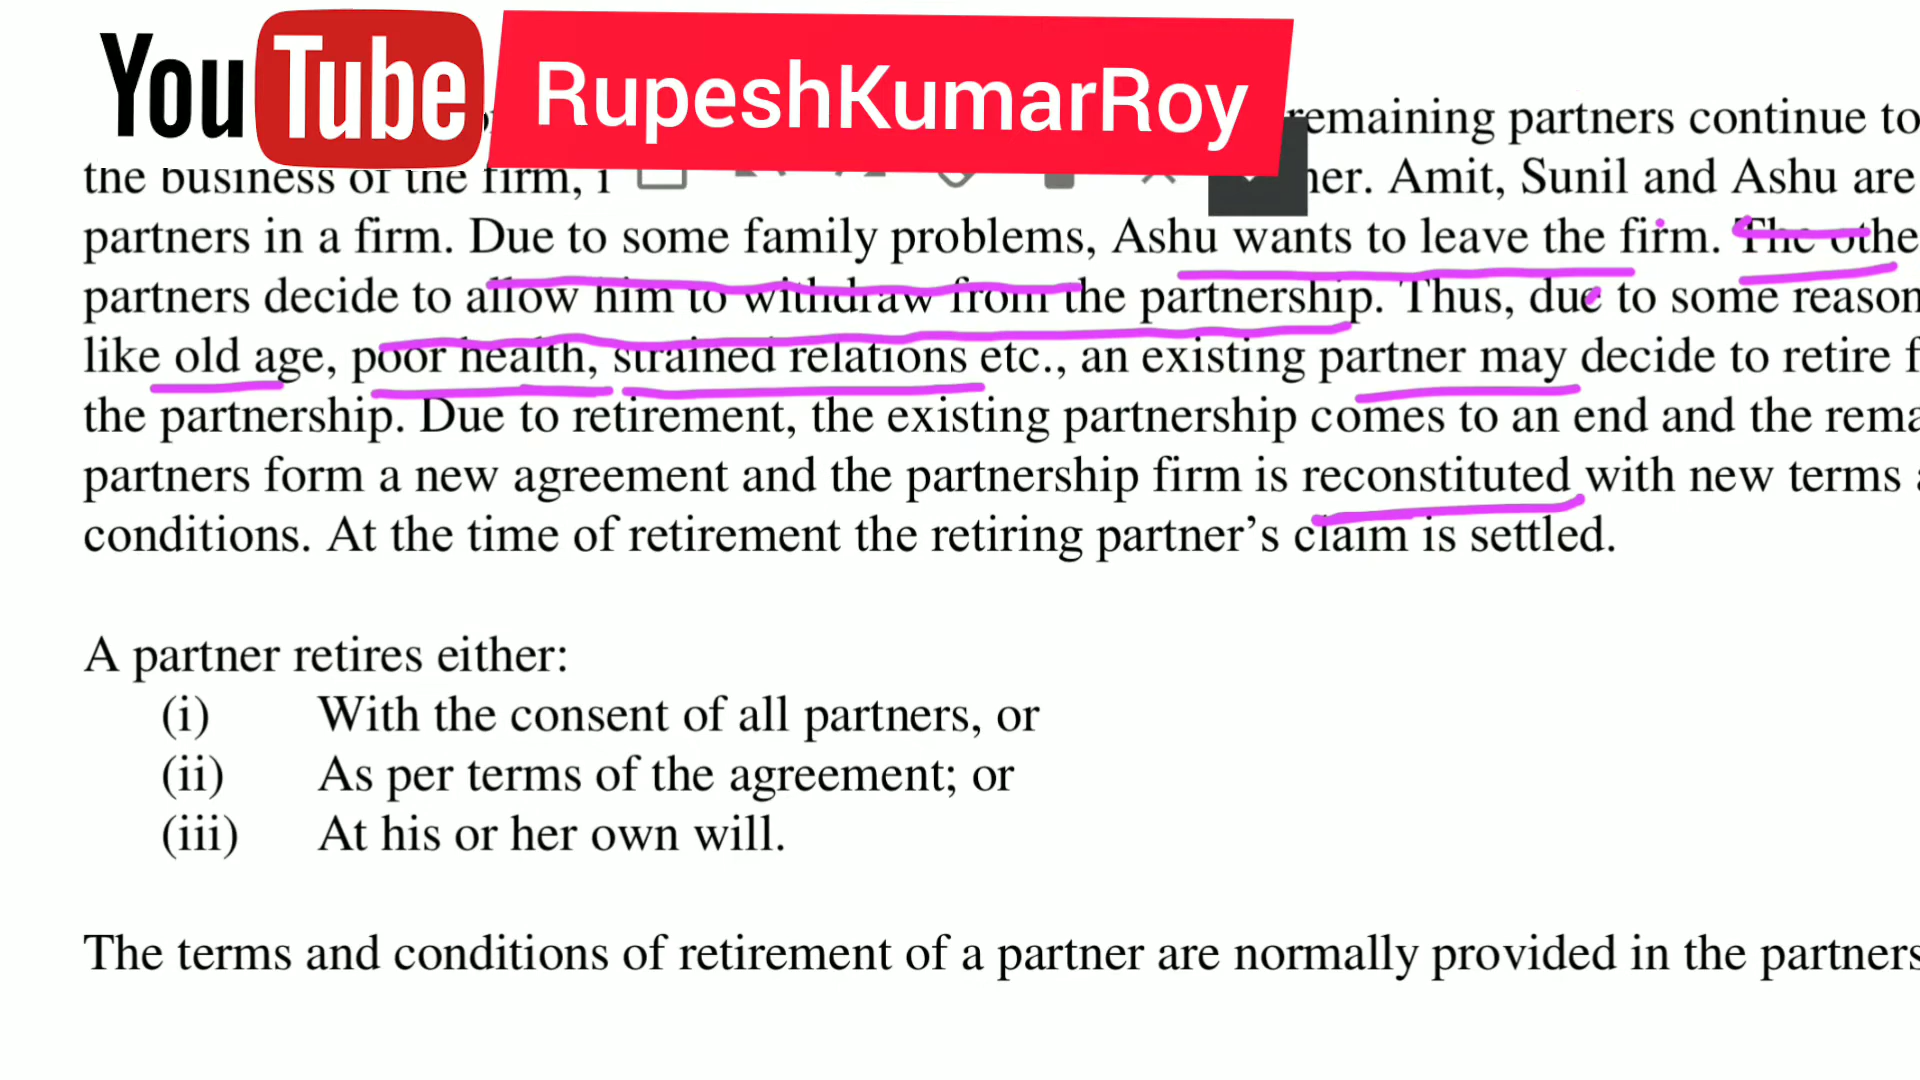 YouTube RupeshKumarRoy
remaining partners continue to
the business of the firm, i
Amit, Sunil and Ashu are
partners in a firm. Due to some family problems, Ashu wants to leave the firm. The othe
partners decide to allow him to withdraw from the partnership. Thus, due to some reason
like old age, poor health, strained relations etc., an existing partner may decide to retire f
the partnership. Due to retirement, the existing partnership comes to an end and the rema
partners form a new agreement and the partnership firm is reconstituted with new terms
conditions. At the time of retirement the retiring partner’s claim is settled.
A partner retires either:
(i) With the consent of all partners, or
(ii) As per terms of the agreement; or
(iii) At his or her own will.
The terms and conditions of retirement of a partner are normally provided in the partners